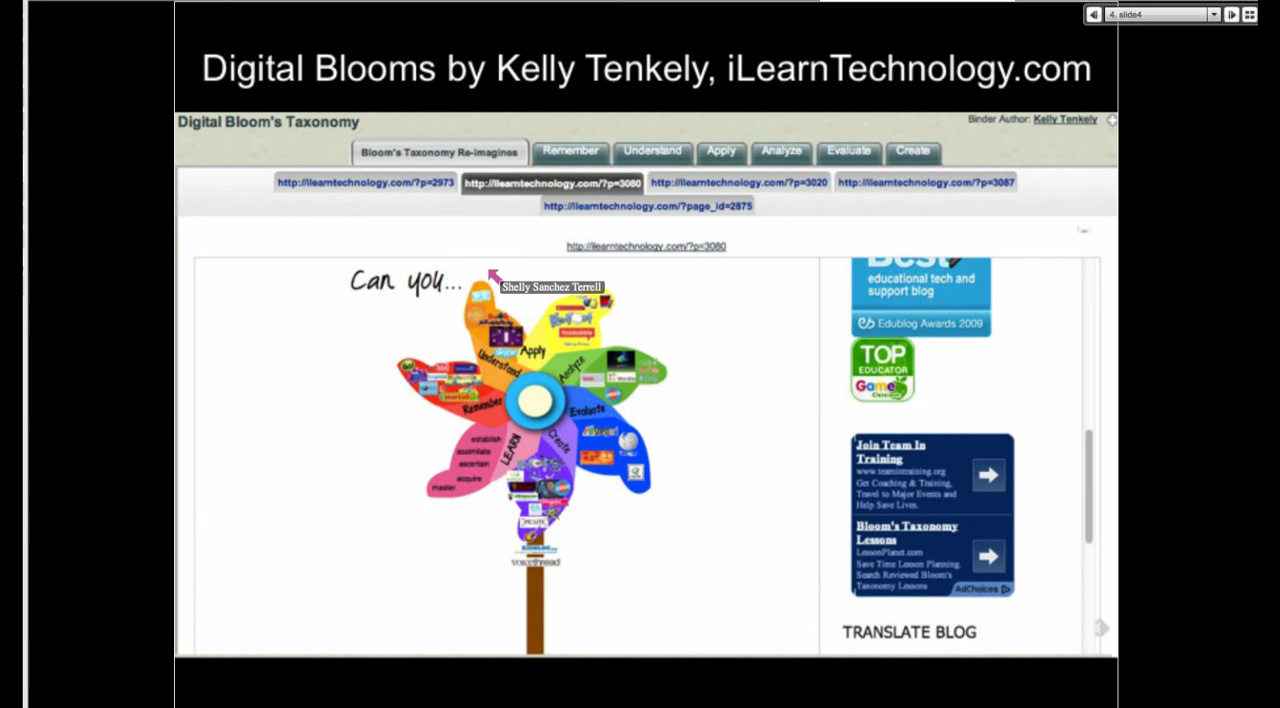 4. slide4
Digital Blooms by Kelly Tenkely, iLearnTechnology.com
Digital Bloom's Taxonomy
Binder Author: Kelly Tenkely
Bloom's Taxonomy Re-imagines
Remember
Understand
Apply
Analyze
Evaluate
Create
http://ilearntechnology.com/?p=2973
http://ilearntechnology.com/?p=3080
http://ilearntechnology.com/?p=3020
http://ilearntechnology.com/?p=3087
http://ilearntechnology.com/?page_id=2875
http://ilearntechnology.com/?p=3080
Can you...
Shelly Sanchez Terrell
Understand
Apply
Analyze
Remember
Evaluate
Create
LEARN
establish
assimilate
ascertain
acquire
master
voicethread
Best
educational tech and
support blog
Edublog Awards 2009
TOP
EDUCATOR
Game
Classroom
Join Team In
Training
www.teamintraining.org
Get Coaching & Training,
Travel to Major Events and
Help Save Lives.
Bloom's Taxonomy
Lessons
LessonPlanet.com
Save Time Lesson Planning.
Search Reviewed Bloom's
Taxonomy Lessons
AdChoices
TRANSLATE BLOG